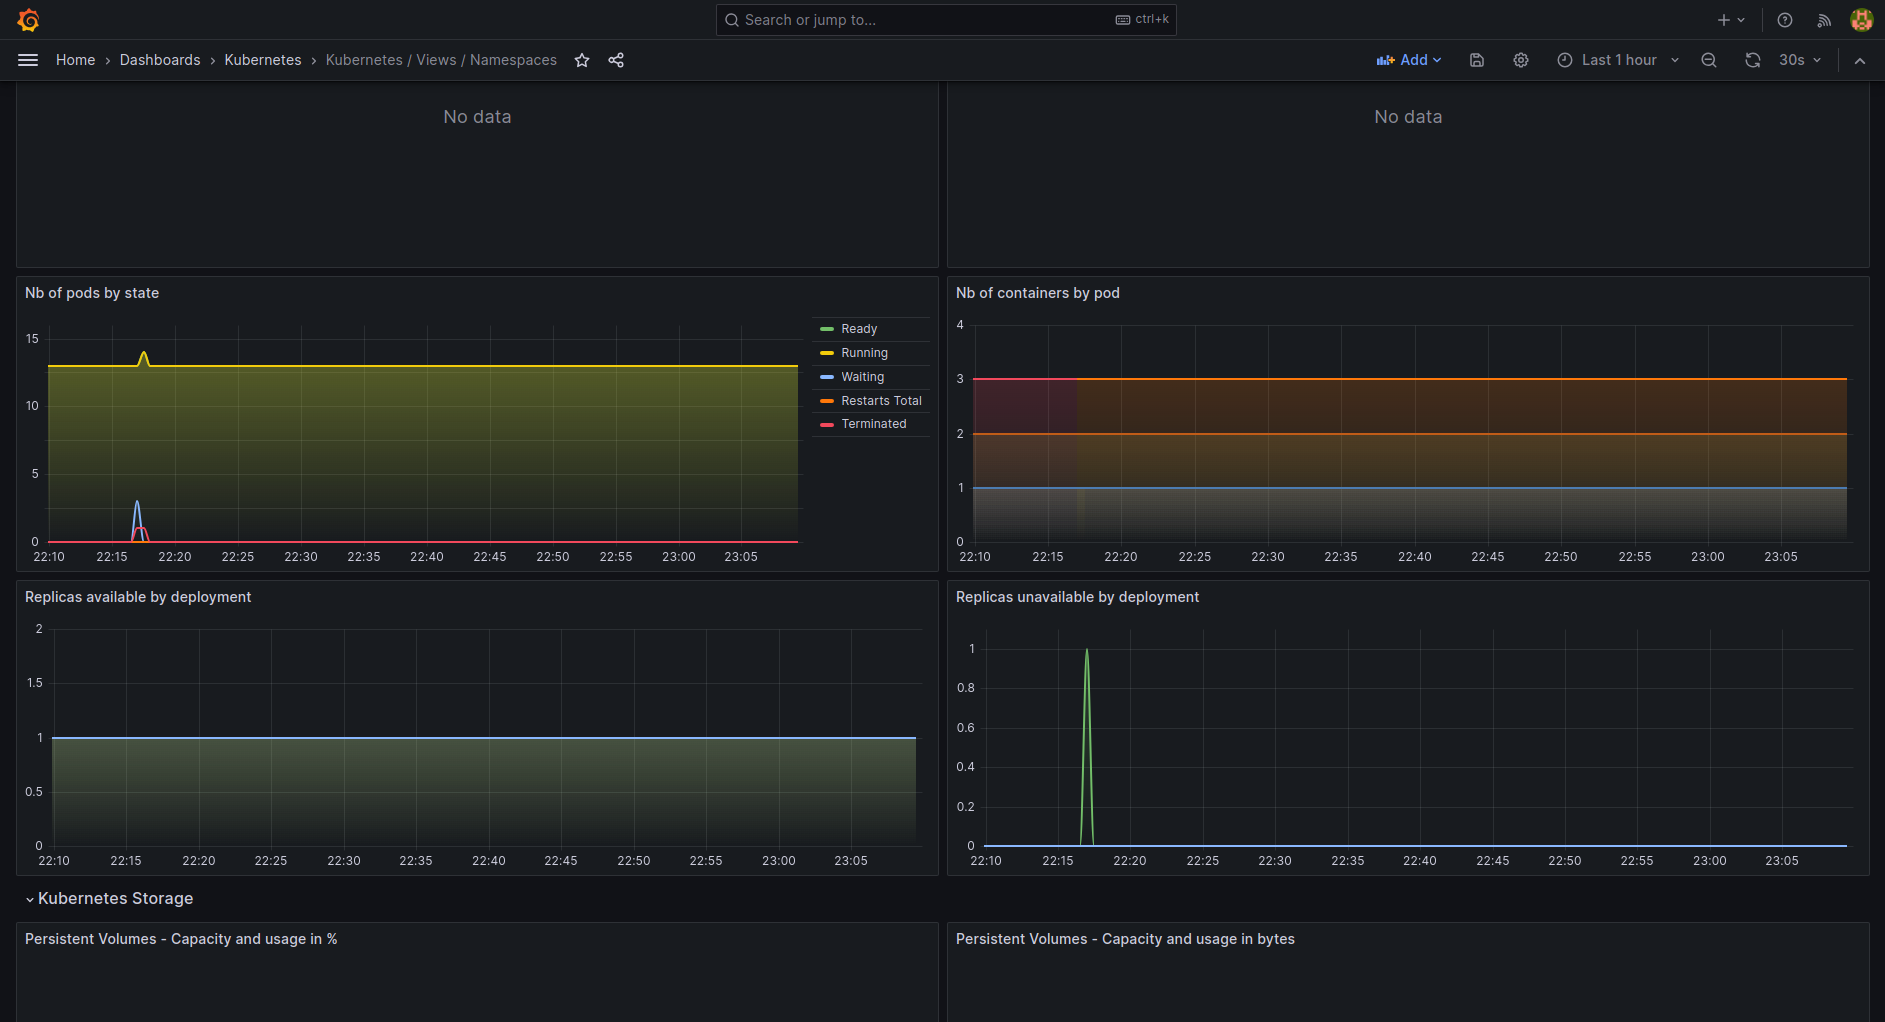 Search or jump to...
ctrl+k
Home › Dashboards › Kubernetes › Kubernetes / Views / Namespaces
Add
Last 1 hour
30s
No data
No data
Nb of pods by state
15
10
5
0
22:10 22:15 22:20 22:25 22:30 22:35 22:40 22:45 22:50 22:55 23:00 23:05
Ready
Running
Waiting
Restarts Total
Terminated
Nb of containers by pod
4
3
2
1
0
22:10 22:15 22:20 22:25 22:30 22:35 22:40 22:45 22:50 22:55 23:00 23:05
Replicas available by deployment
2
1.5
1
0.5
0
22:10 22:15 22:20 22:25 22:30 22:35 22:40 22:45 22:50 22:55 23:00 23:05
Replicas unavailable by deployment
1
0.8
0.6
0.4
0.2
0
22:10 22:15 22:20 22:25 22:30 22:35 22:40 22:45 22:50 22:55 23:00 23:05
Kubernetes Storage
Persistent Volumes - Capacity and usage in %
Persistent Volumes - Capacity and usage in bytes